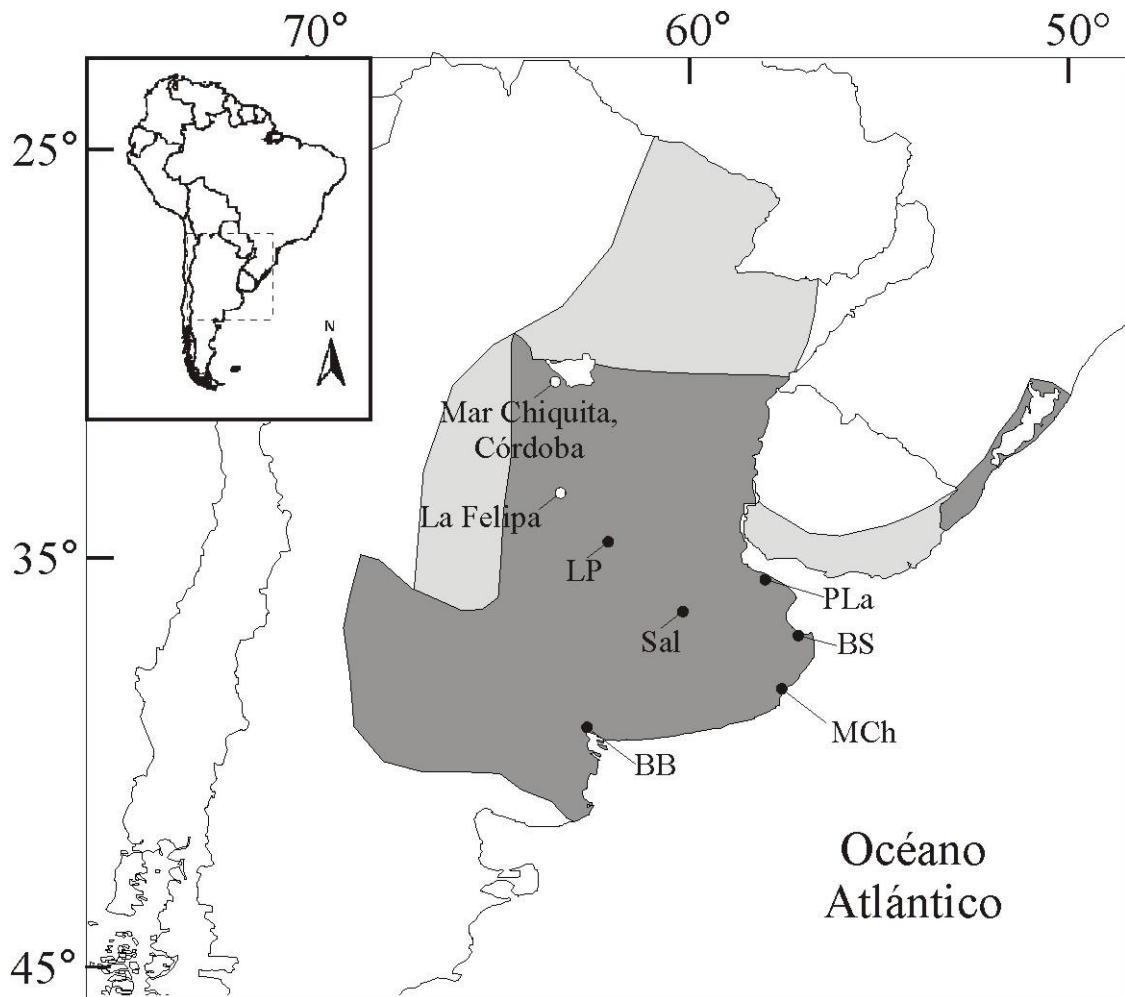 70° 60° 50°
25°
N
Mar Chiquita,
Córdoba
La Felipa
35°
LP
PLa
Sal
BS
MCh
BB
Océano
Atlántico
45°